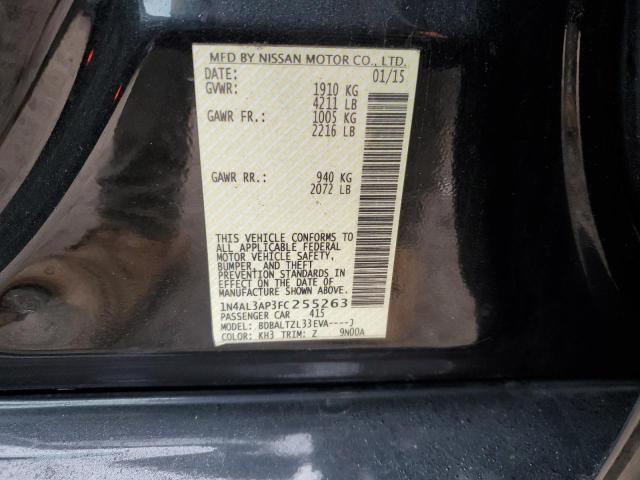 MFD BY NISSAN MOTOR CO., LTD.
DATE: 01/15
GVWR: 1910 KG
4211 LB
GAWR FR.: 1005 KG
2216 LB
GAWR RR.: 940 KG
2072 LB
THIS VEHICLE CONFORMS TO
ALL APPLICABLE FEDERAL
MOTOR VEHICLE SAFETY,
BUMPER, AND THEFT
PREVENTION STANDARDS IN
EFFECT ON THE DATE OF
MANUFACTURE SHOWN ABOVE.
1N4AL3AP3FC255263
PASSENGER CAR 415
MODEL: BDBALTZL33EVA----J
COLOR: KH3 TRIM: Z 9N00A